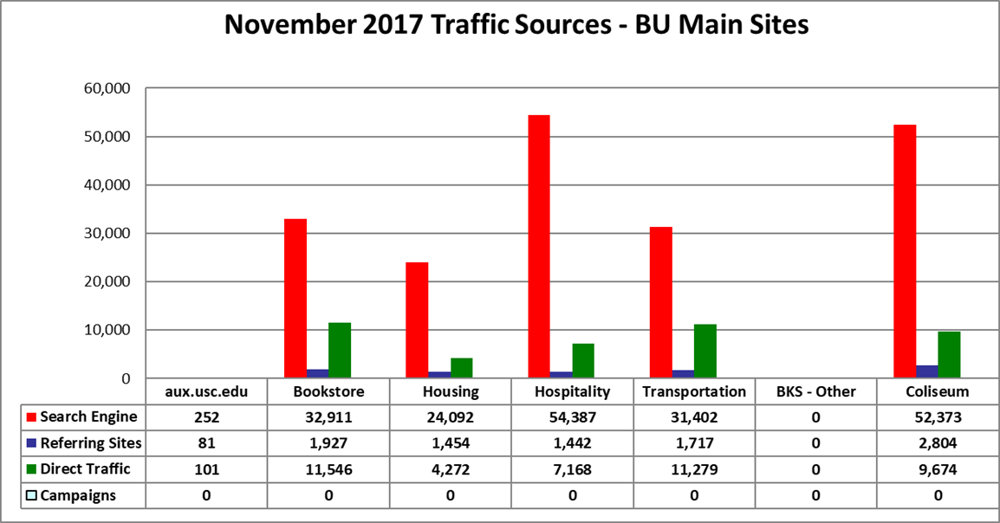 November 2017 Traffic Sources - BU Main Sites
60,000
50,000
40,000
30,000
20,000
10,000
0
aux.usc.edu Bookstore Housing Hospitality Transportation BKS - Other Coliseum
Search Engine 252 32,911 24,092 54,387 31,402 0 52,373
Referring Sites 81 1,927 1,454 1,442 1,717 0 2,804
Direct Traffic 101 11,546 4,272 7,168 11,279 0 9,674
Campaigns 0 0 0 0 0 0 0